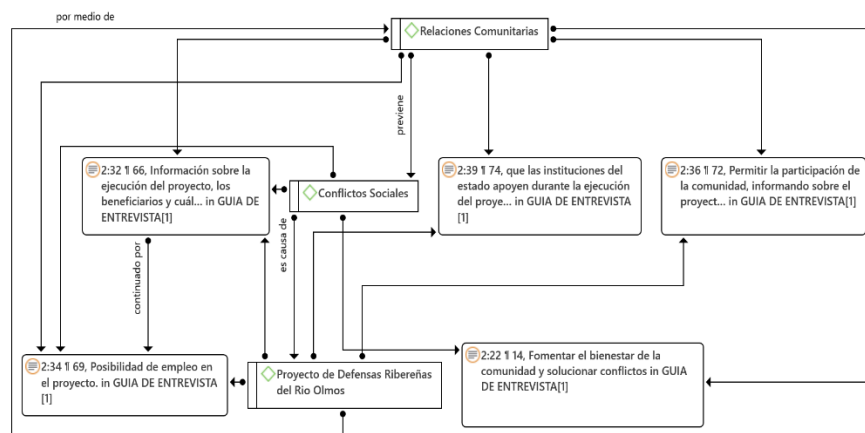 por medio de
Relaciones Comunitarias
previene
2:32 ¶ 66, Información sobre la
ejecución del proyecto, los
beneficiarios y cuál... in GUIA DE
ENTREVISTA[1]
Conflictos Sociales
2:39 ¶ 74, que las instituciones del
estado apoyen durante la ejecución
del proye... in GUIA DE ENTREVISTA
[1]
2:36 ¶ 72, Permitir la participación de
la comunidad, informando sobre el
proyect... in GUIA DE ENTREVISTA
[1]
continuado por
es causa de
2:34 ¶ 69, Posibilidad de empleo en
el proyecto. in GUIA DE ENTREVISTA
[1]
Proyecto de Defensas Ribereñas
del Rio Olmos
2:22 ¶ 14, Fomentar el bienestar de la
comunidad y solucionar conflictos in GUIA
DE ENTREVISTA[1]